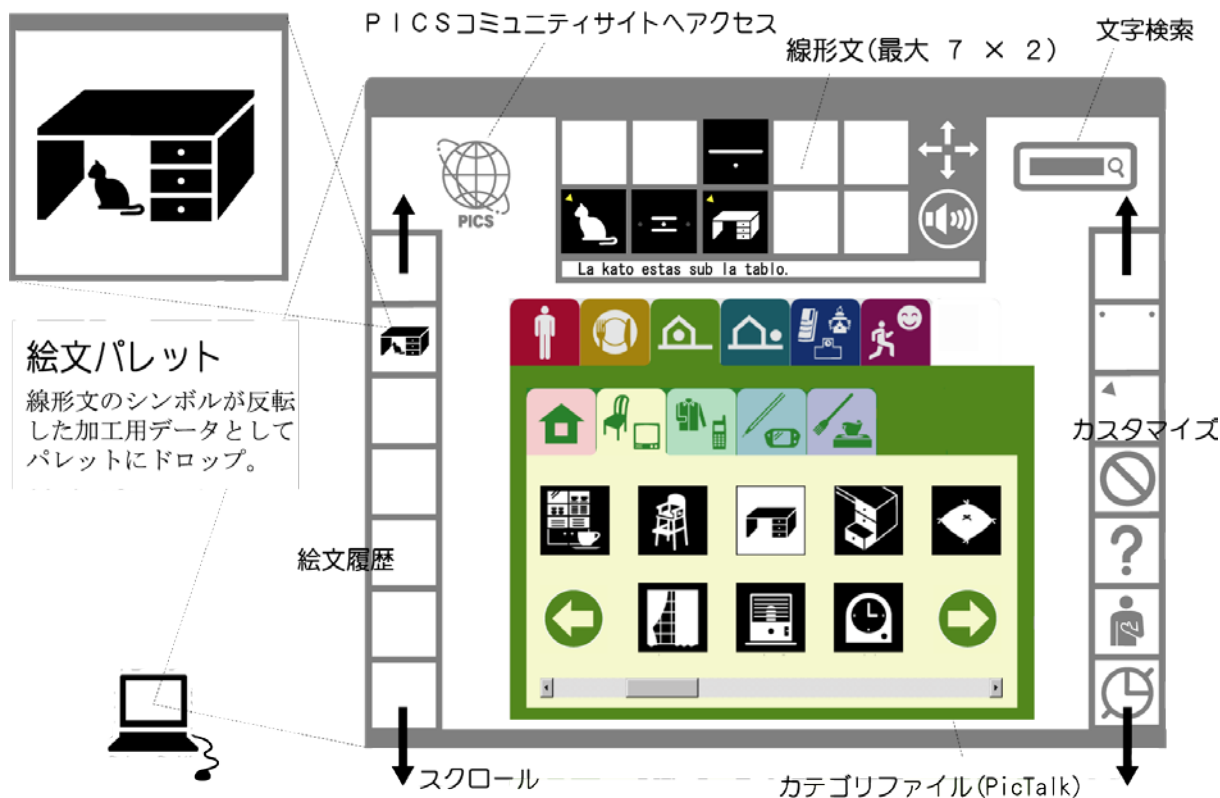 PICSコミュニティサイトへアクセス
線形文(最大 7 × 2)
文字検索
PICS
La kato estas sub la tablo.
絵文パレット
線形文のシンボルが反転
した加工用データとして
パレットにドロップ。
カスタマイズ
絵文履歴
スクロール
カテゴリファイル(PicTalk)